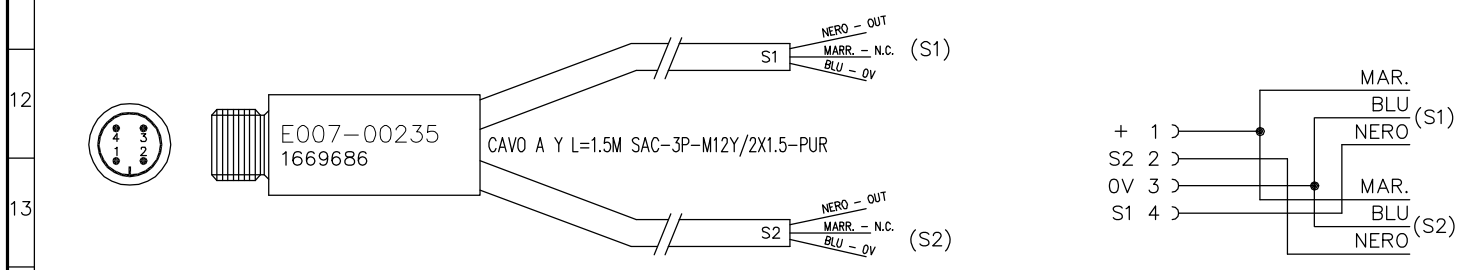 12
13
4 3
1 2
E007-00235
1669686
CAVO A Y L=1.5M SAC-3P-M12Y/2X1.5-PUR
S1
NERO - OUT
MARR. - N.C.
BLU - 0V
(S1)
S2
NERO - OUT
MARR. - N.C.
BLU - 0V
(S2)
+ 1
S2 2
0V 3
S1 4
MAR.
BLU
NERO
(S1)
MAR.
BLU
NERO
(S2)